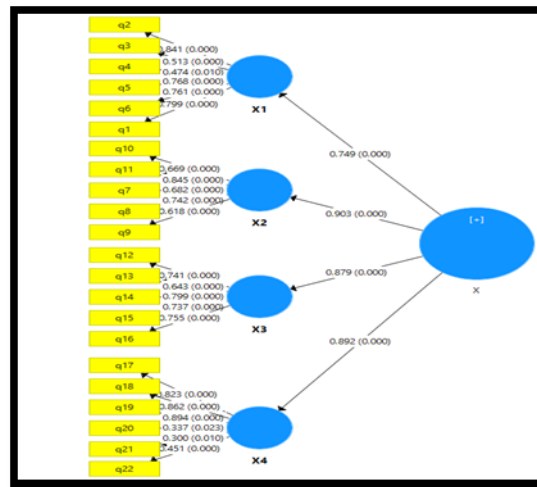 q2
q3
0.841 (0.000)
0.513 (0.000)
q4
0.474 (0.010)
0.768 (0.000)
q5
0.761 (0.000)
q6
0.799 (0.000)
q1
X1
0.749 (0.000)
q10
q11
0.669 (0.000)
0.845 (0.000)
q7
0.682 (0.000)
0.742 (0.000)
q8
0.618 (0.000)
q9
X2
0.903 (0.000)
[+]
X
q12
q13
0.741 (0.000)
0.643 (0.000)
q14
0.799 (0.000)
0.737 (0.000)
q15
0.755 (0.000)
q16
X3
0.879 (0.000)
0.892 (0.000)
q17
q18
0.823 (0.000)
0.862 (0.000)
q19
0.894 (0.000)
q20
0.337 (0.023)
0.300 (0.010)
q21
0.451 (0.000)
q22
X4